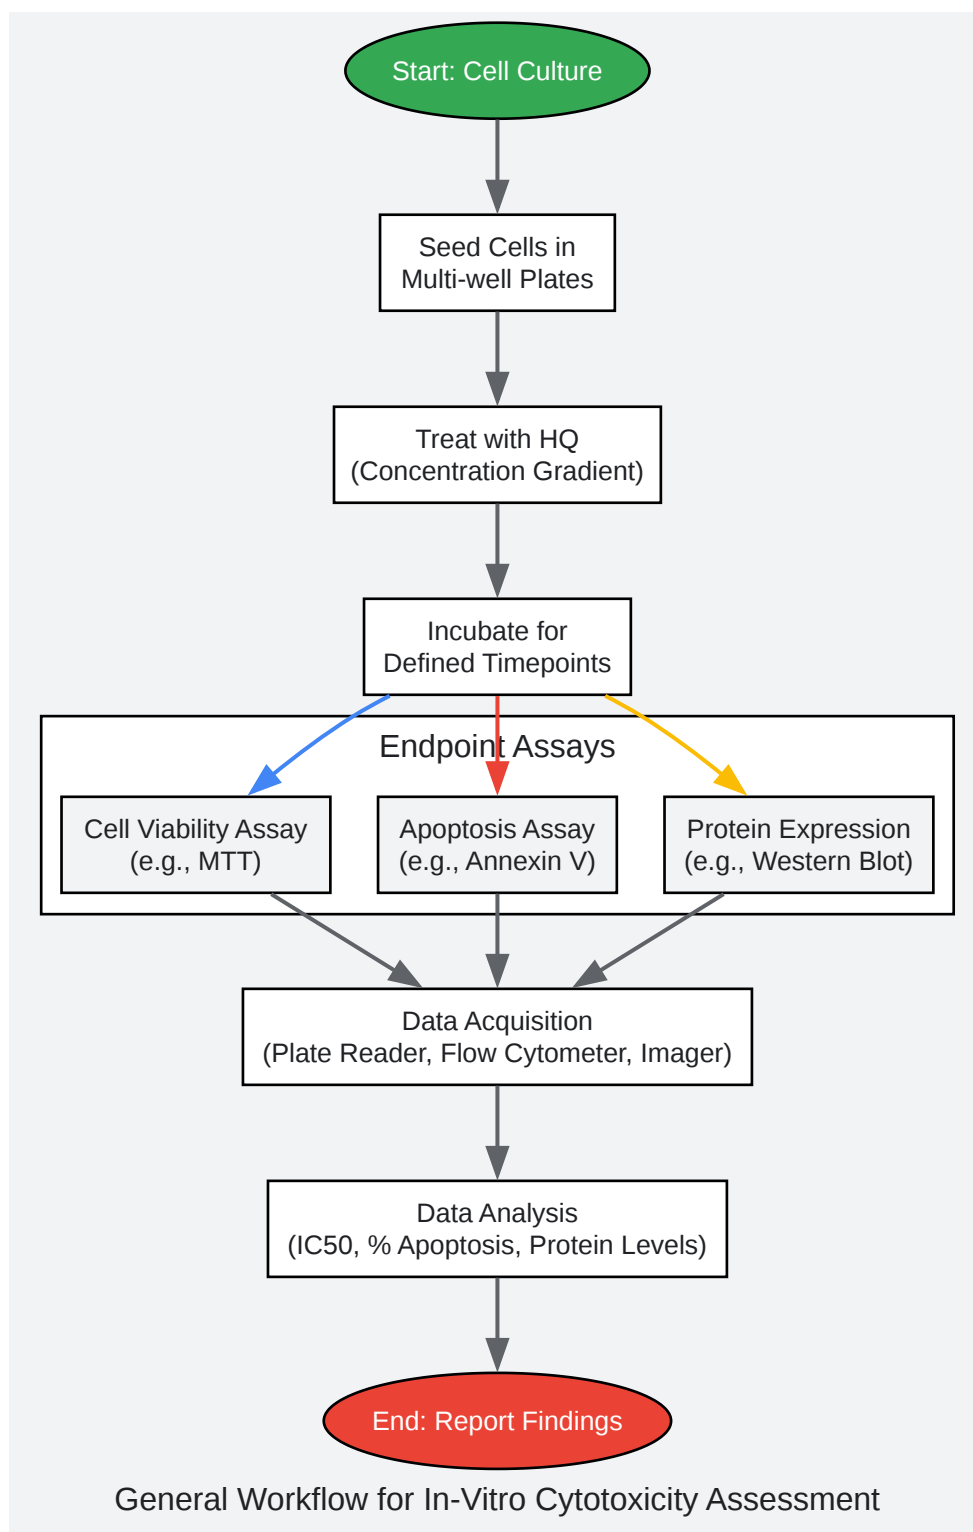 Start: Cell Culture
Seed Cells in
Multi-well Plates
Treat with HQ
(Concentration Gradient)
Incubate for
Defined Timepoints
Endpoint Assays
Cell Viability Assay
(e.g., MTT)
Apoptosis Assay
(e.g., Annexin V)
Protein Expression
(e.g., Western Blot)
Data Acquisition
(Plate Reader, Flow Cytometer, Imager)
Data Analysis
(IC50, % Apoptosis, Protein Levels)
End: Report Findings
General Workflow for In-Vitro Cytotoxicity Assessment